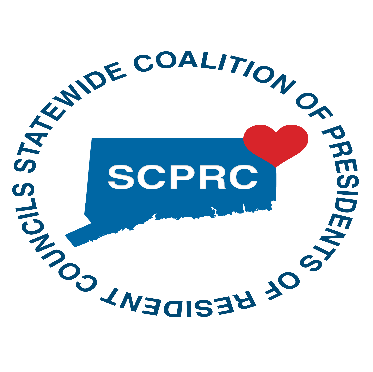 STATEWIDE COALITION OF PRESIDENTS OF RESIDENT COUNCILS
SCPRC